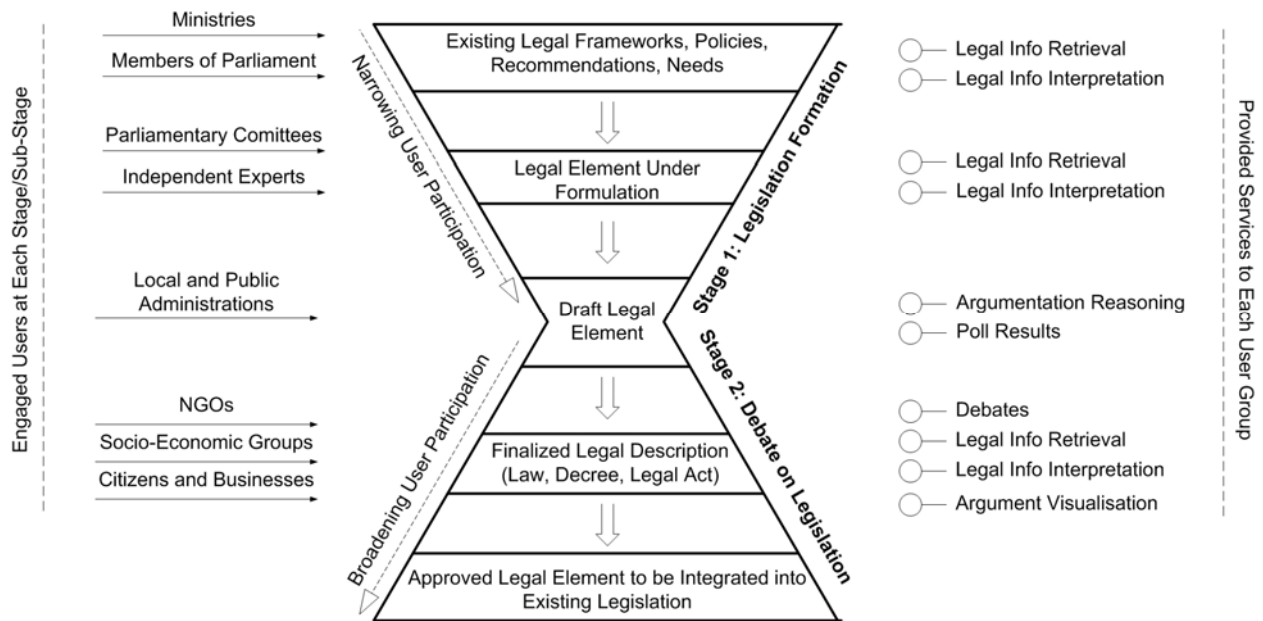 Engaged Users at Each Stage/Sub-Stage
Ministries
Members of Parliament
Parliamentary Comittees
Independent Experts
Local and Public
Administrations
NGOs
Socio-Economic Groups
Citizens and Businesses
Narrowing User Participation
Broadening User Participation
Existing Legal Frameworks, Policies,
Recommendations, Needs
Legal Element Under
Formulation
Draft Legal
Element
Finalized Legal Description
(Law, Decree, Legal Act)
Approved Legal Element to be Integrated into
Existing Legislation
Stage 1: Legislation Formation
Stage 2: Debate on Legislation
Legal Info Retrieval
Legal Info Interpretation
Legal Info Retrieval
Legal Info Interpretation
Argumentation Reasoning
Poll Results
Debates
Legal Info Retrieval
Legal Info Interpretation
Argument Visualisation
Provided Services to Each User Group